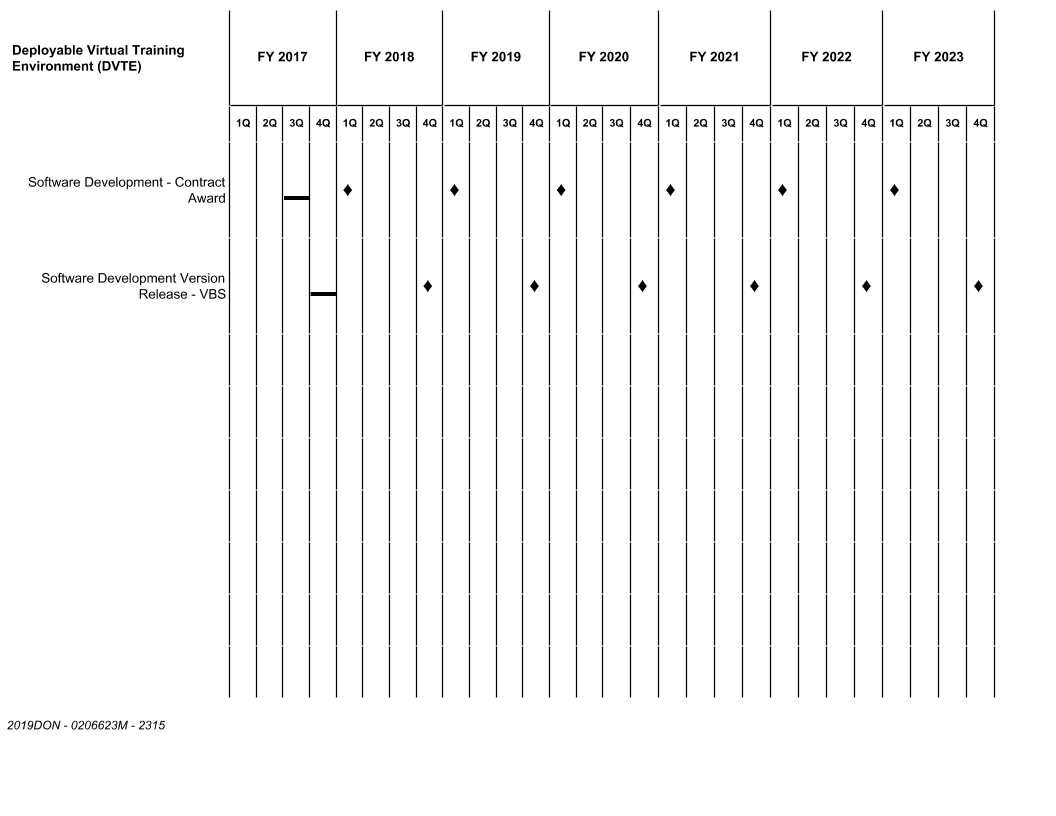 Deployable Virtual Training
Environment (DVTE)
FY 2017 FY 2018 FY 2019 FY 2020 FY 2021 FY 2022 FY 2023
1Q 2Q 3Q 4Q 1Q 2Q 3Q 4Q 1Q 2Q 3Q 4Q 1Q 2Q 3Q 4Q 1Q 2Q 3Q 4Q 1Q 2Q 3Q 4Q 1Q 2Q 3Q 4Q
Software Development - Contract
Award
Software Development Version
Release - VBS
2019DON - 0206623M - 2315